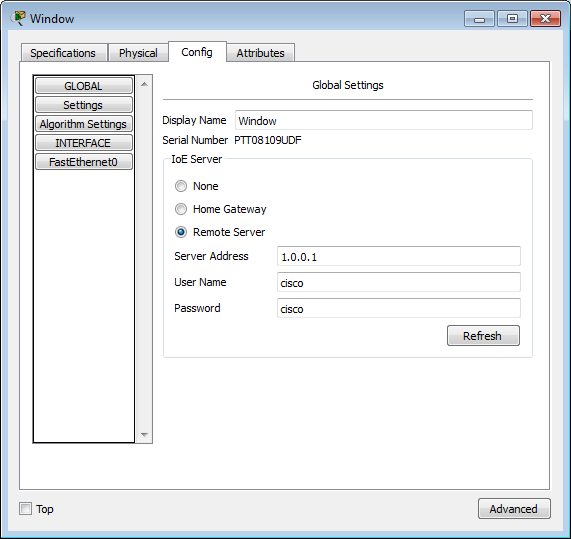 Window
Specifications Physical Config Attributes
GLOBAL
Settings
Algorithm Settings
INTERFACE
FastEthernet0
Global Settings
Display Name Window
Serial Number PTT08109UDF
IoE Server
None
Home Gateway
Remote Server
Server Address 1.0.0.1
User Name cisco
Password cisco
Refresh
Top
Advanced